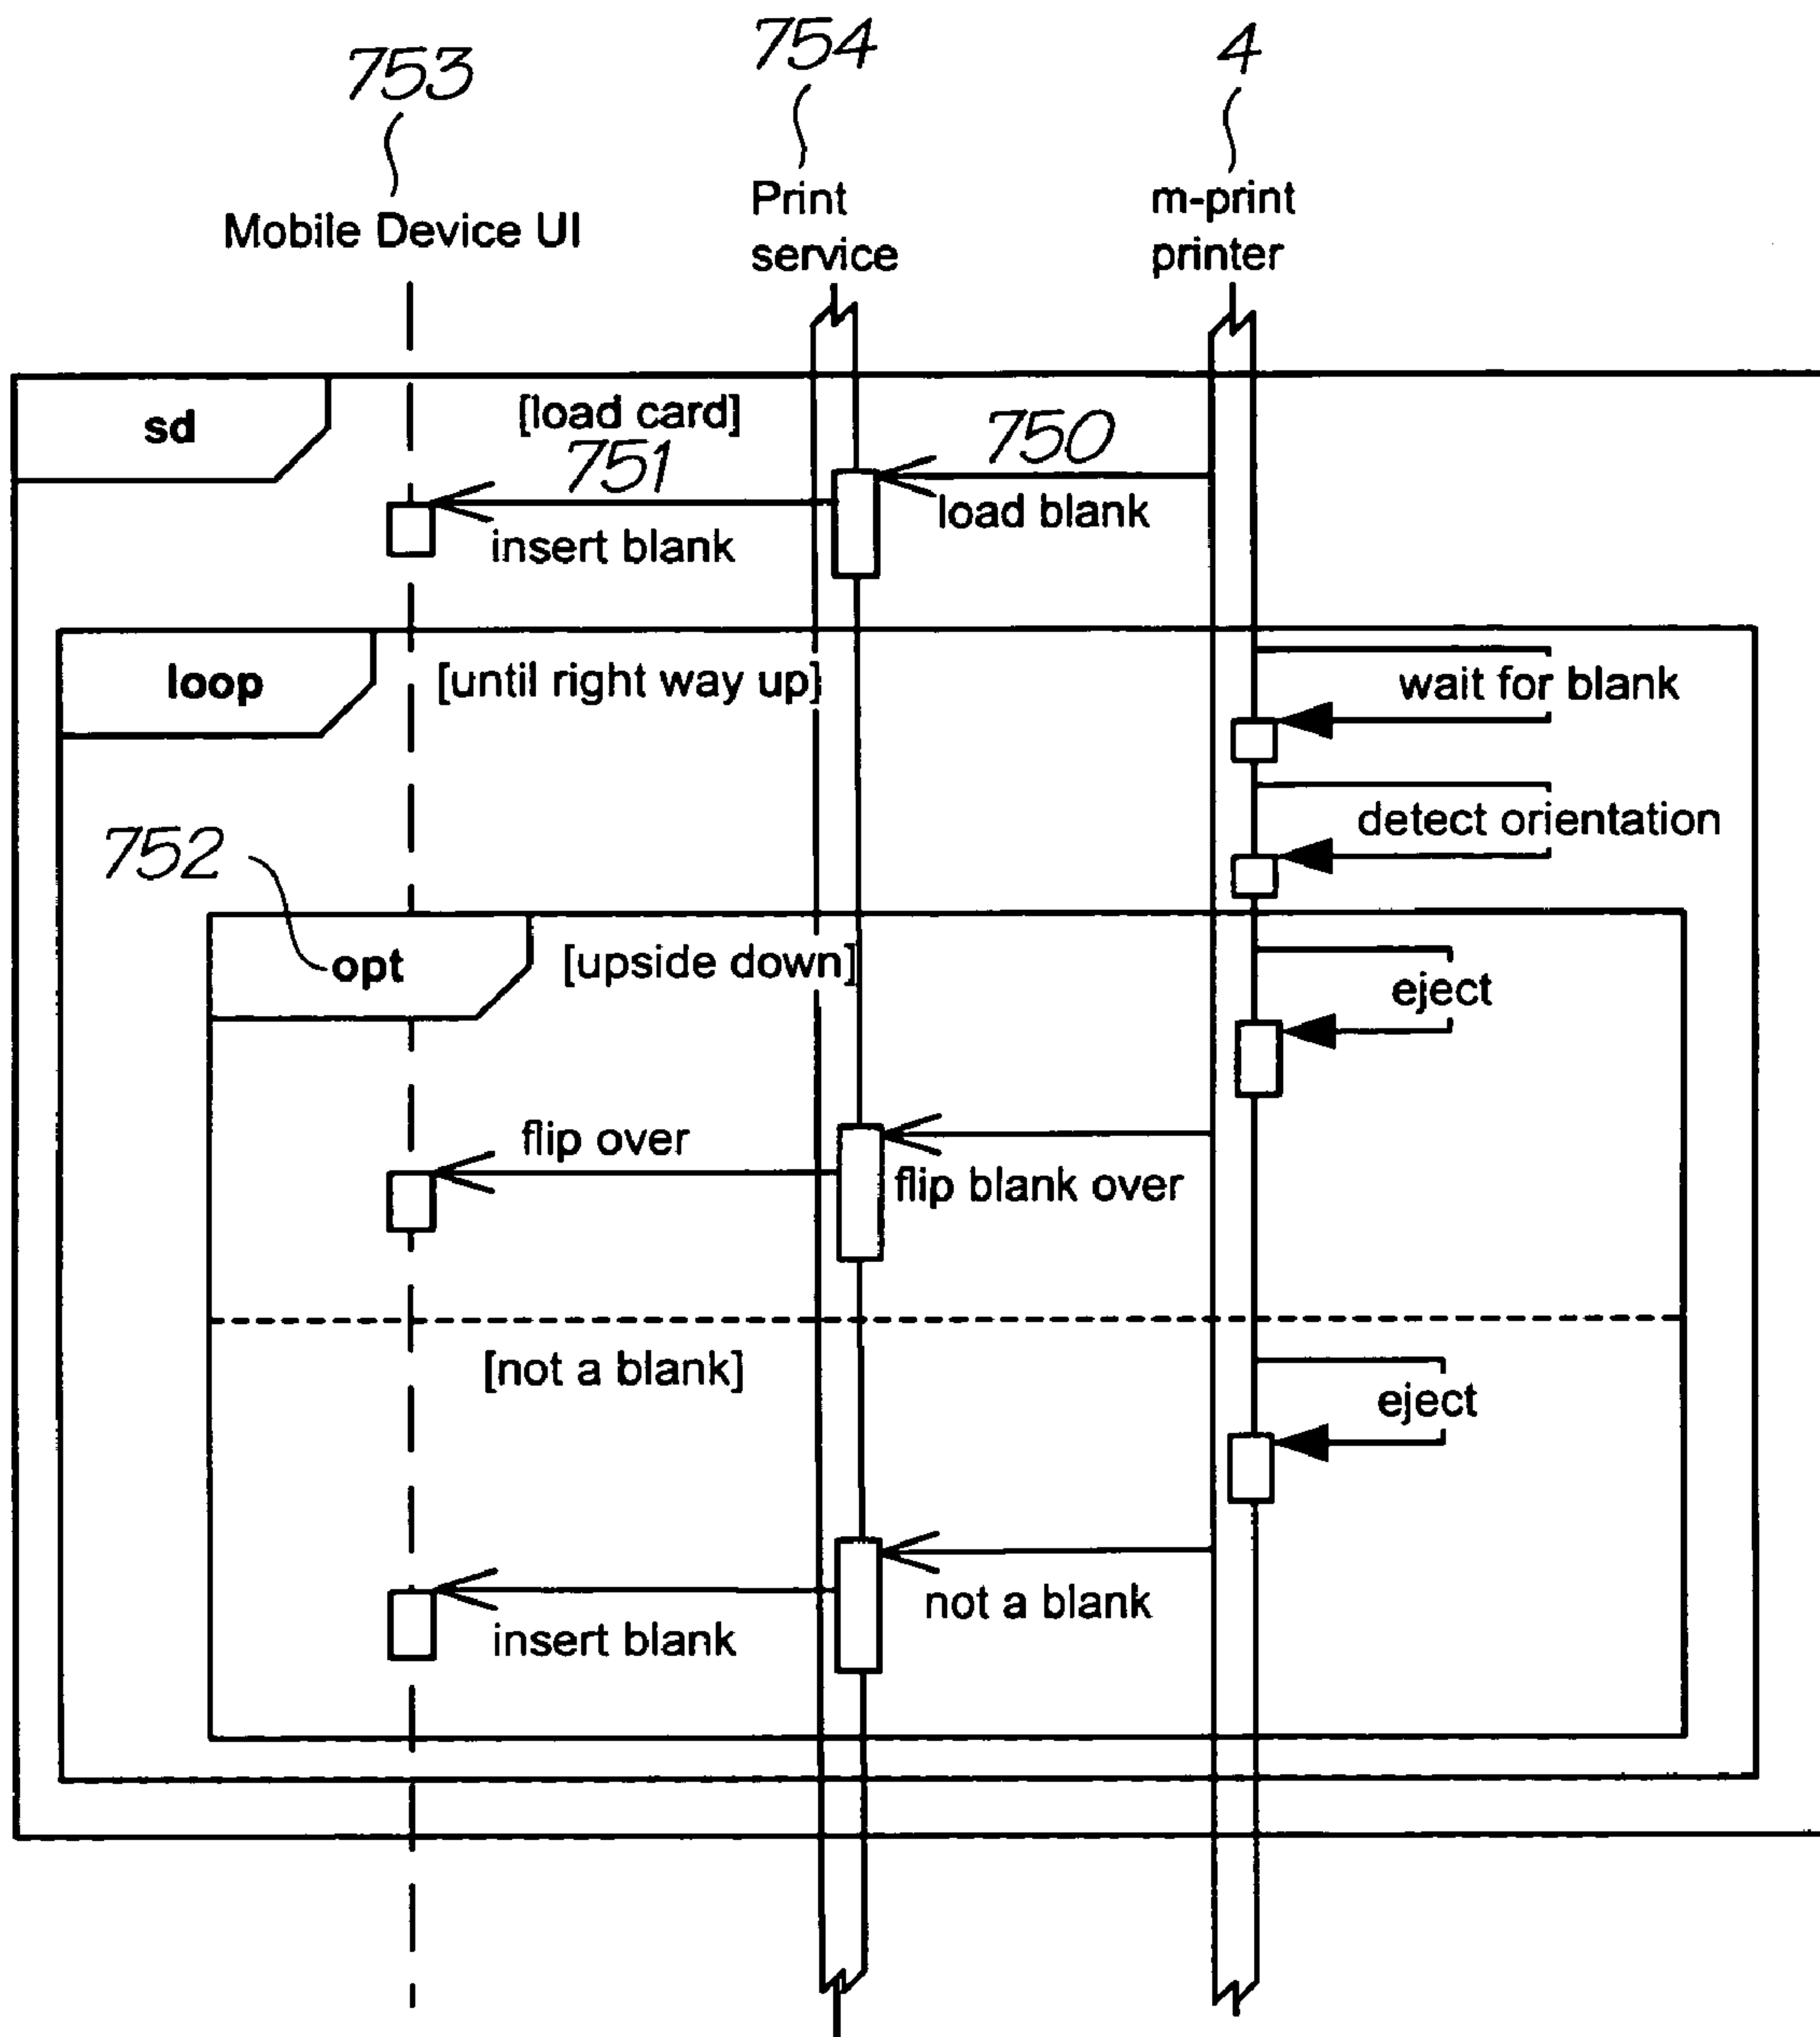 753
754
4
Mobile Device UI
Print
service
m-print
printer
sd
[load card]
751
750
insert blank
load blank
loop
[until right way up]
wait for blank
detect orientation
752
opt
[upside down]
eject
flip over
flip blank over
[not a blank]
eject
not a blank
insert blank